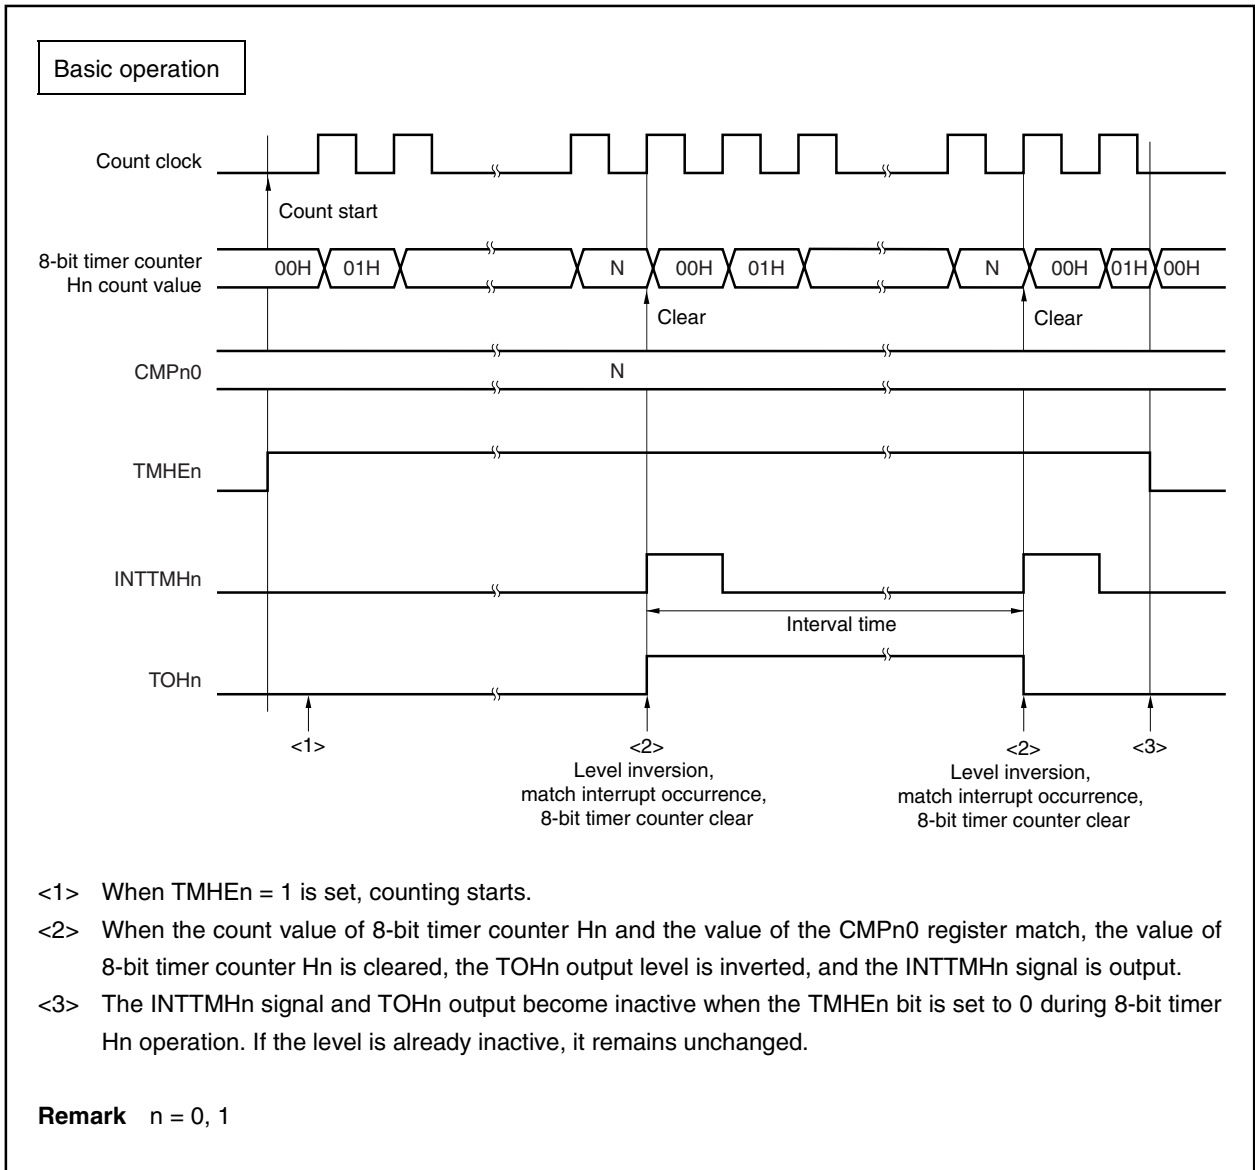 Basic operation
Count clock
Count start
8-bit timer counter
Hn count value
00H 01H N 00H 01H N 00H 01H 00H
Clear Clear
CMPn0 N
TMHEn
INTTMHn
Interval time
TOHn
<1> <2> <2> <3>
Level inversion,
match interrupt occurrence,
8-bit timer counter clear
Level inversion,
match interrupt occurrence,
8-bit timer counter clear
<1> When TMHEn = 1 is set, counting starts.
<2> When the count value of 8-bit timer counter Hn and the value of the CMPn0 register match, the value of
8-bit timer counter Hn is cleared, the TOHn output level is inverted, and the INTTMHn signal is output.
<3> The INTTMHn signal and TOHn output become inactive when the TMHEn bit is set to 0 during 8-bit timer
Hn operation. If the level is already inactive, it remains unchanged.
Remark n = 0, 1